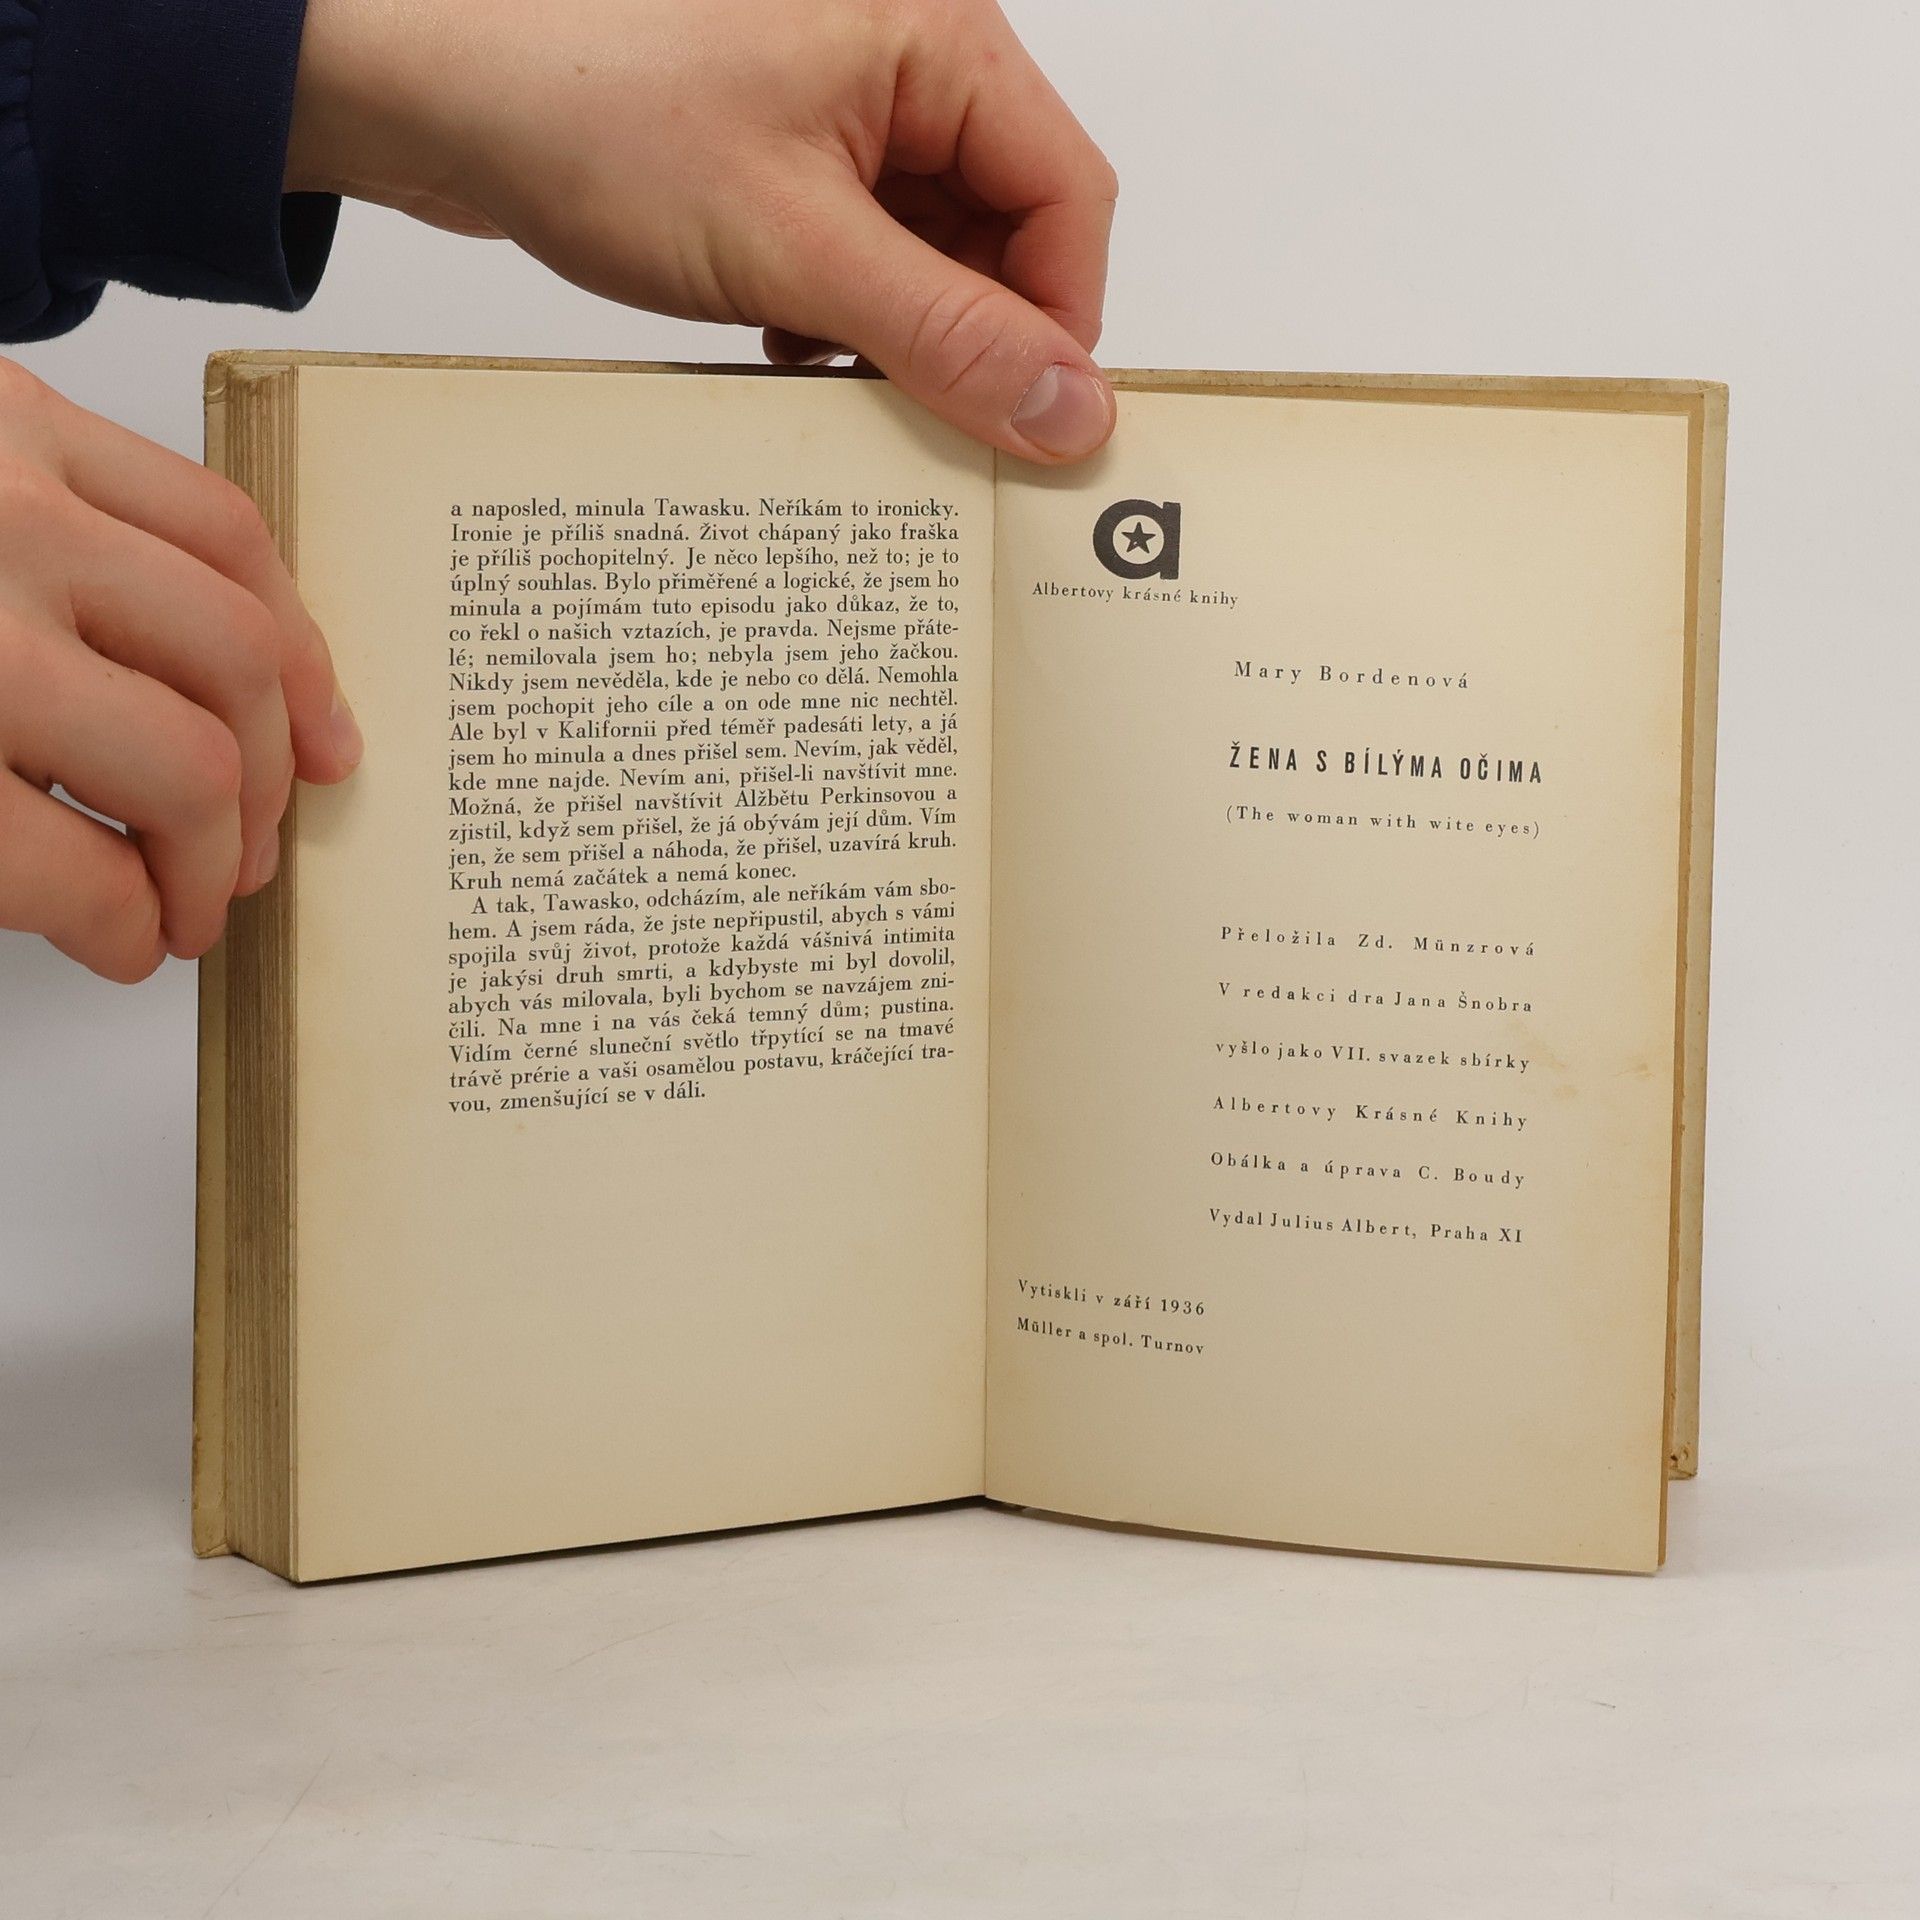 a naposled, minula Tawasku. Neříkám to ironicky.
Ironie je příliš snadná. Život chápaný jako fraška
je příliš pochopitelný. Je něco lepšího, než to; je to
úplný souhlas. Bylo přiměřené a logické, že jsem ho
minula a pojímám tuto episodu jako důkaz, že to,
co řekl o našich vztazích, je pravda. Nejsme přáte-
lé; nemilovala jsem ho; nebyla jsem jeho žačkou.
Nikdy jsem nevěděla, kde je nebo co dělá. Nemohla
jsem pochopit jeho cíle a on ode mne nic nechtěl.
Ale byl v Kalifornii před téměř padesáti lety, a já
jsem ho minula a dnes přišel sem. Nevím, jak věděl,
kde mne najde. Nevím ani, přišel-li navštívit mne.
Možná, že přišel navštívit Alžbětu Perkinsovou a
zjistil, když sem přišel, že já obývám její dům. Vím
jen, že sem přišel a náhoda, že přišel, uzavírá kruh.
Kruh nemá začátek a nemá konec.
A tak, Tawasko, odcházím, ale neříkám vám sbo-
hem. A jsem ráda, že jste nepřipustil, abych s vámi
spojila svůj život, protože každá vášnivá intimita
je jakýsi druh smrti, a kdybyste mi byl dovolil,
abych vás milovala, byli bychom se navzájem zni-
čili. Na mne i na vás čeká temný dům; pustina.
Vidím černé sluneční světlo třpytící se na tmavé
trávě prérie a vaši osamělou postavu, kráčející tra-
vou, zmenšující se v dáli.
a
Albertovy krásné knihy
Mary Bordenová
ŽENA S BÍLÝMA OČIMA
(The woman with wite eyes)
Přeložila Zd. Münzrová
V redakci dra Jana Šnobra
vyšlo jako VII. svazek sbírky
Albertovy Krásné Knihy
Obálka a úprava C. Boudy
Vydal Julius Albert, Praha XI
Vytiskli v září 1936
Müller a spol. Turnov